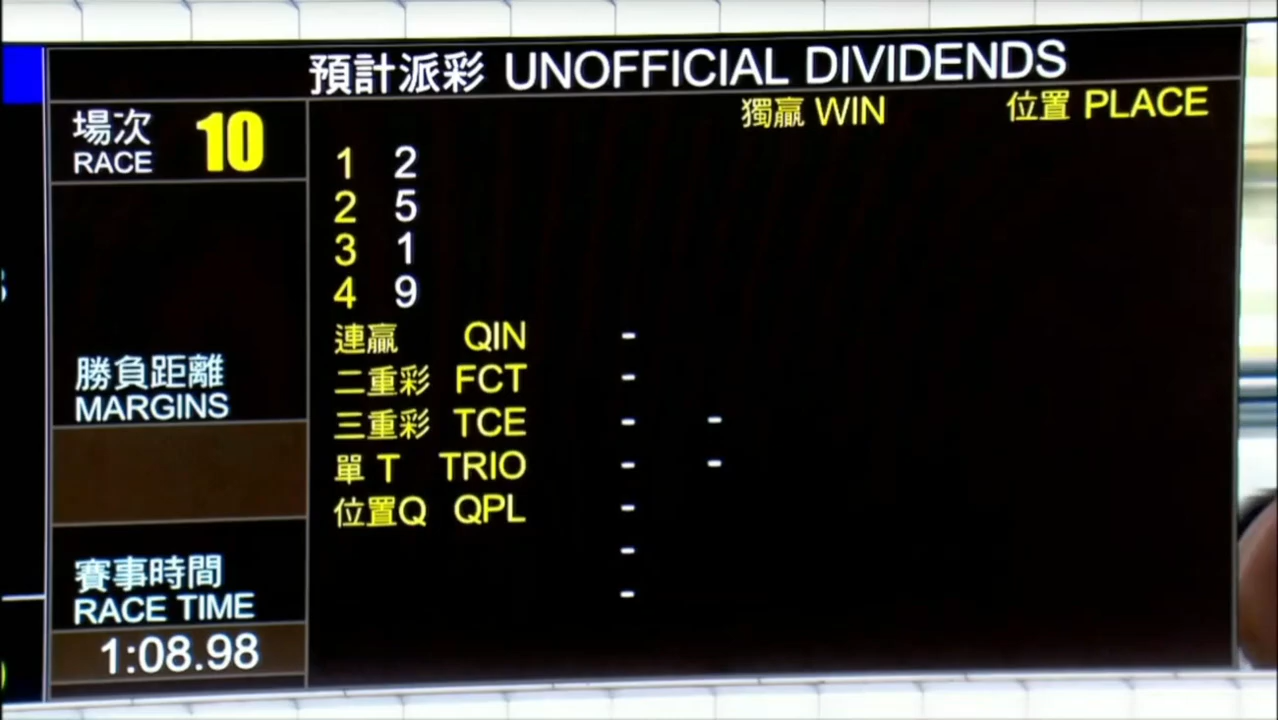 預計派彩 UNOFFICIAL DIVIDENDS
場次 RACE 10
獨贏 WIN 位置 PLACE
1 2
2 5
3 1
4 9
連贏 QIN -
二重彩 FCT -
三重彩 TCE - -
單 T TRIO - -
位置Q QPL -
-
-
勝負距離
MARGINS
賽事時間
RACE TIME
1:08.98